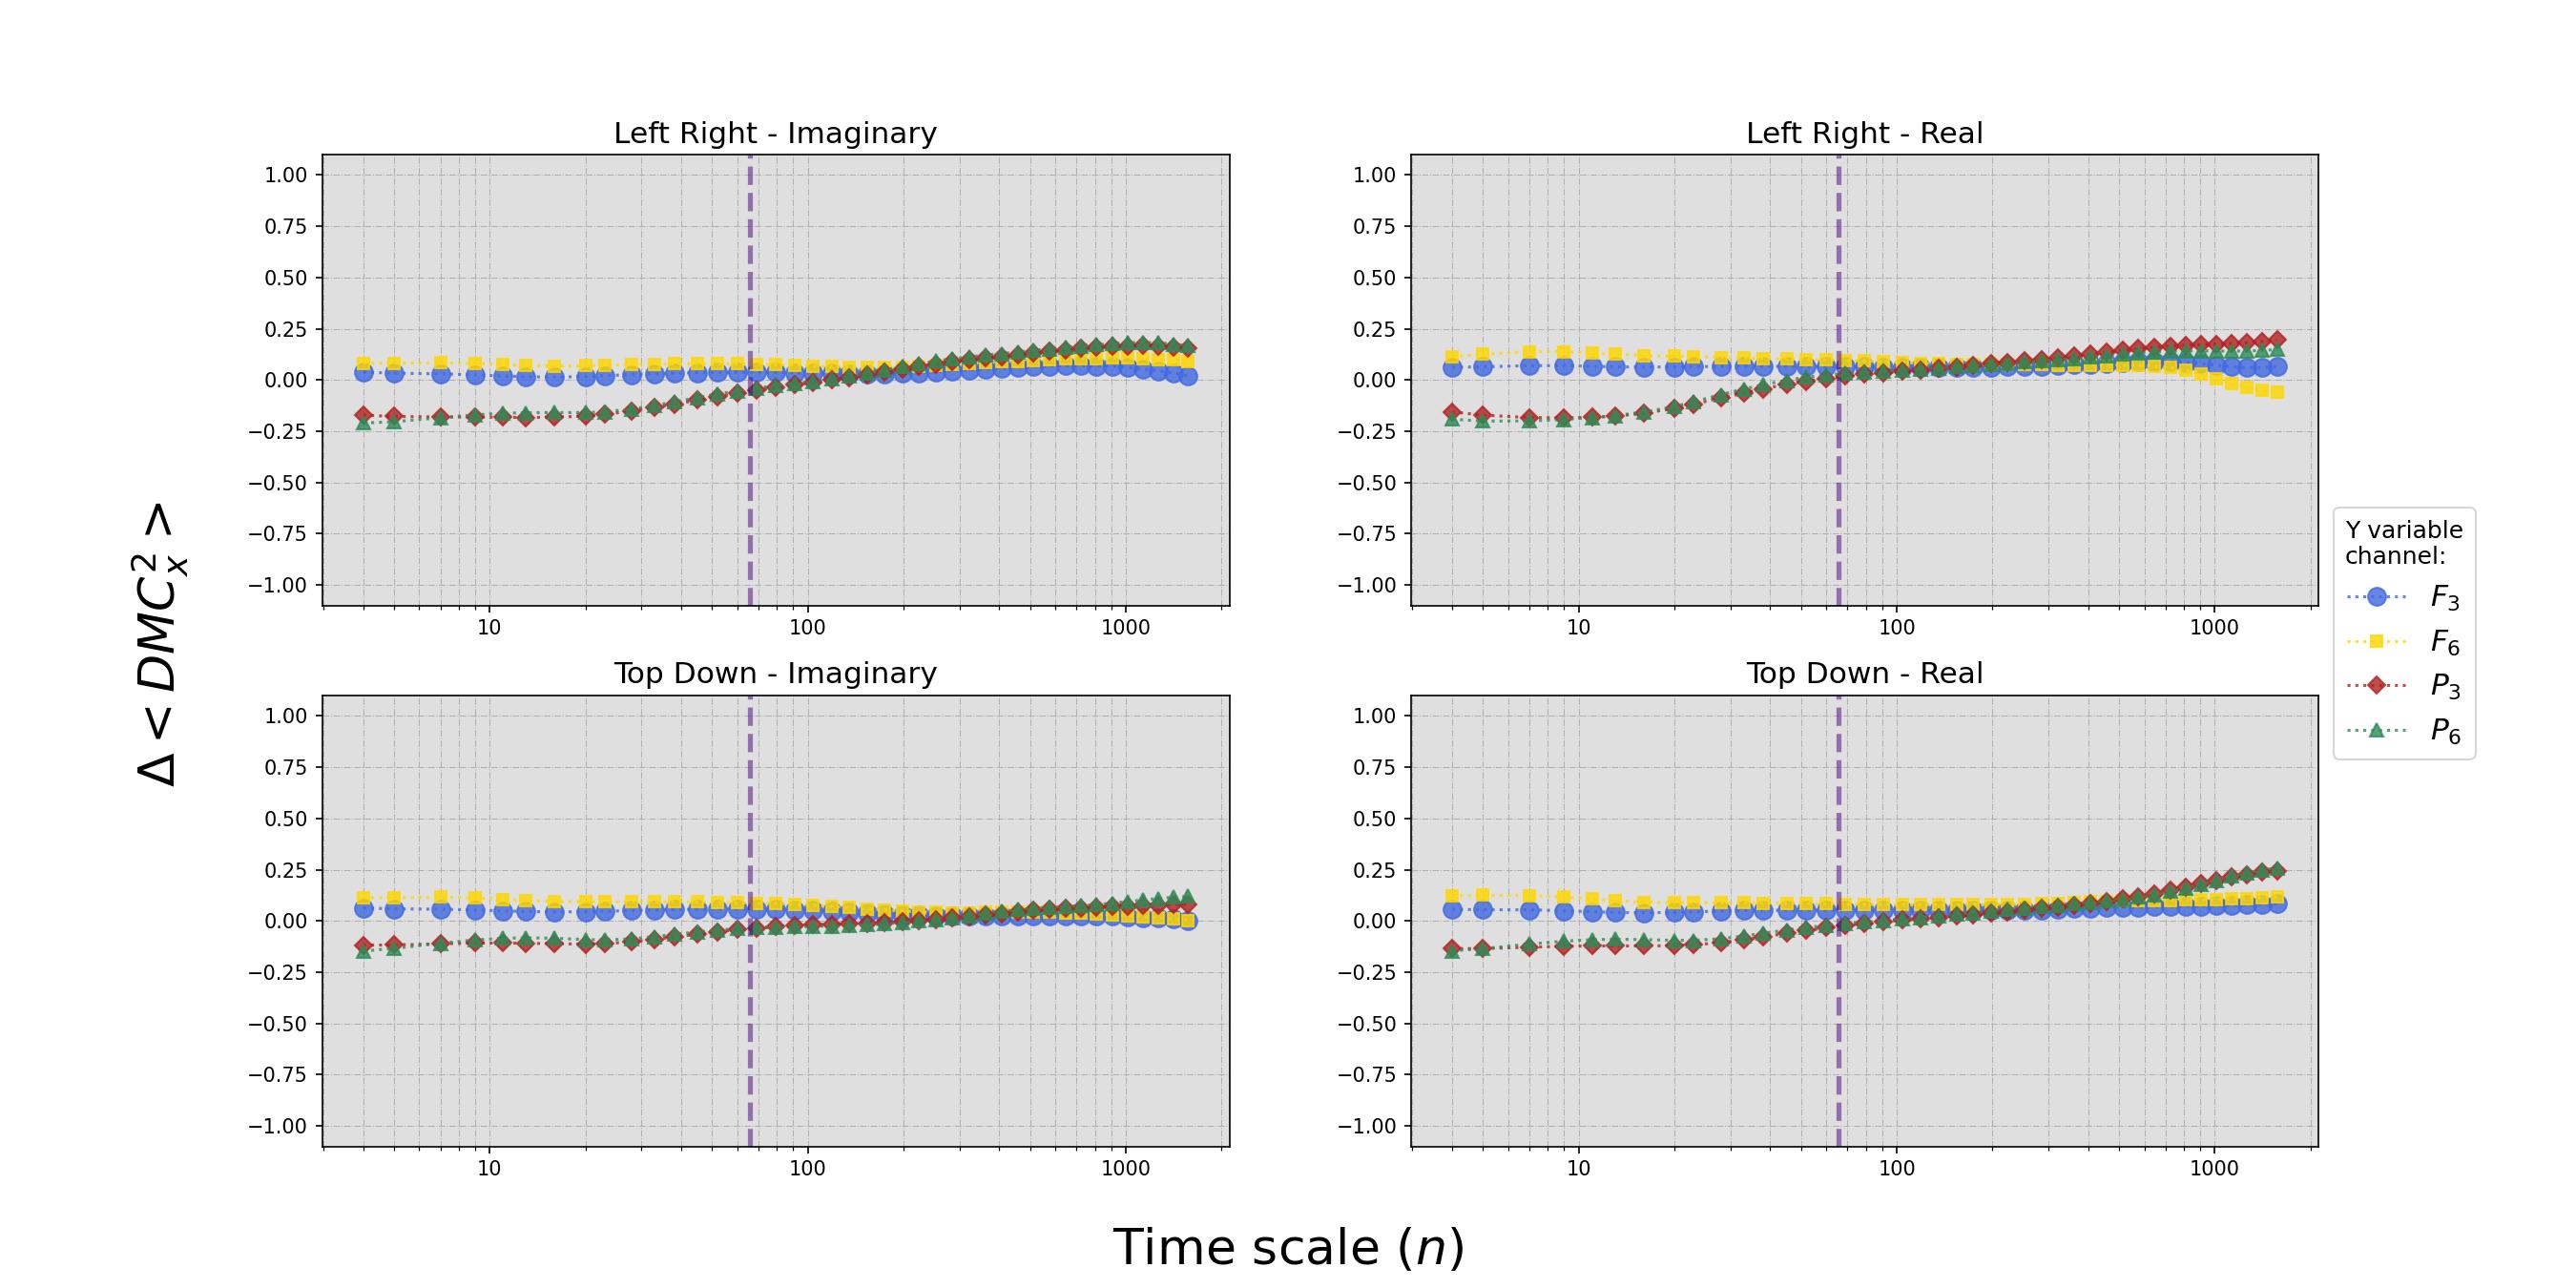 Left Right - Imaginary
1.00
0.75
0.50
0.25
0.00
−0.25
−0.50
−0.75
−1.00
10 100 1000
Left Right - Real
1.00
0.75
0.50
0.25
0.00
−0.25
−0.50
−0.75
−1.00
10 100 1000
Top Down - Imaginary
1.00
0.75
0.50
0.25
0.00
−0.25
−0.50
−0.75
−1.00
10 100 1000
Top Down - Real
1.00
0.75
0.50
0.25
0.00
−0.25
−0.50
−0.75
−1.00
10 100 1000
Δ < DMC²ₓ >
Time scale (n)
Y variable
channel:
F₃
F₆
P₃
P₆